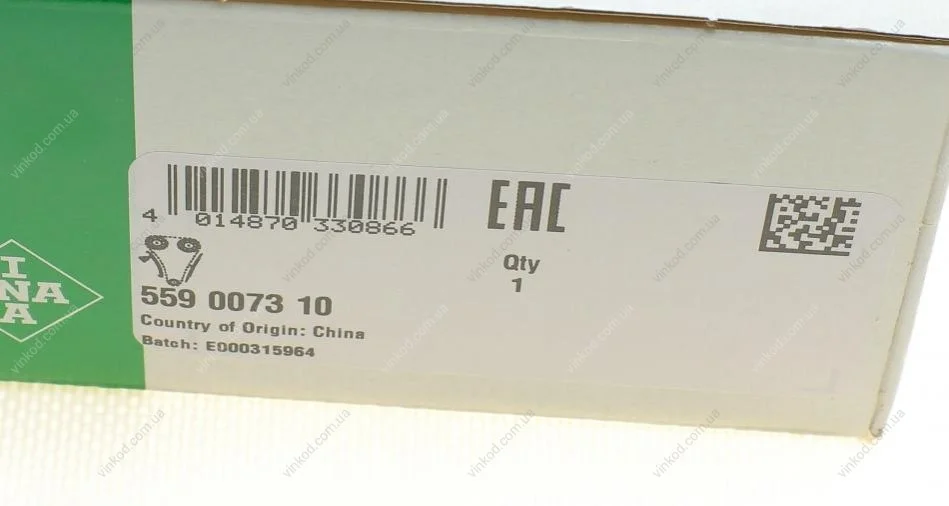 INA
4 014870 330866
EAC
Qty
1
559 0073 10
Country of Origin: China
Batch: E000315964
vinkod.com.ua